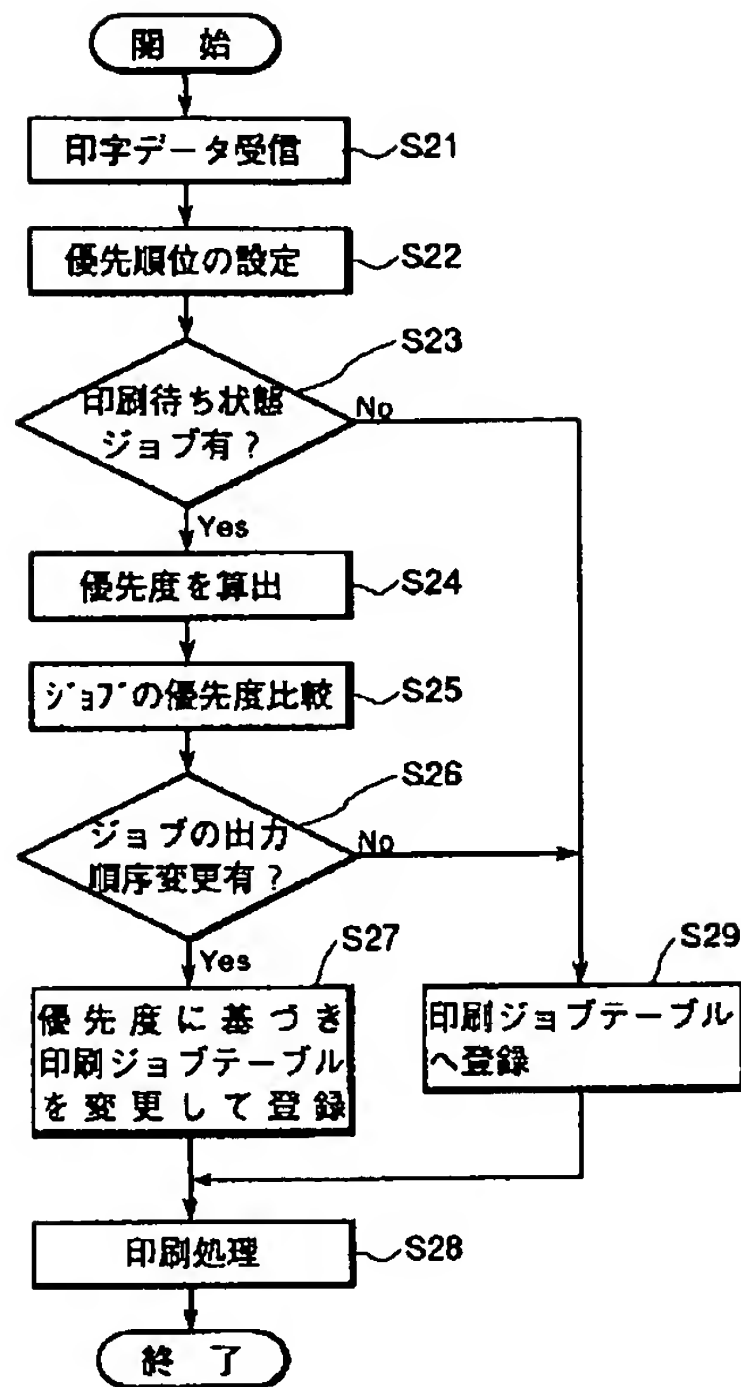 開 始
印字データ受信
S21
優先順位の設定
S22
S23
印刷待ち状態
ジョブ有?
No
Yes
優先度を算出
S24
ジョブの優先度比較
S25
S26
ジョブの出力
順序変更有?
No
Yes
S27
優先度に基づき
印刷ジョブテーブル
を変更して登録
S29
印刷ジョブテーブル
へ登録
印刷処理
S28
終 了